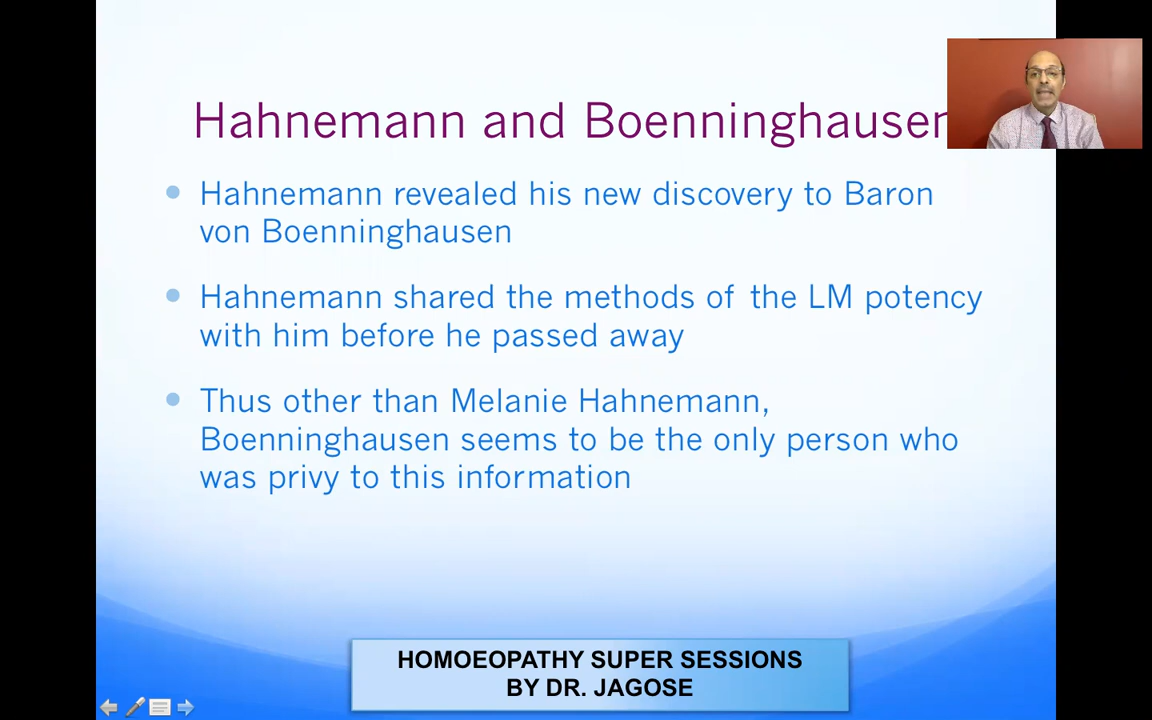 Hahnemann and Boenninghausen
Hahnemann revealed his new discovery to Baron
von Boenninghausen
Hahnemann shared the methods of the LM potency
with him before he passed away
Thus other than Melanie Hahnemann,
Boenninghausen seems to be the only person who
was privy to this information
HOMOEOPATHY SUPER SESSIONS
BY DR. JAGOSE